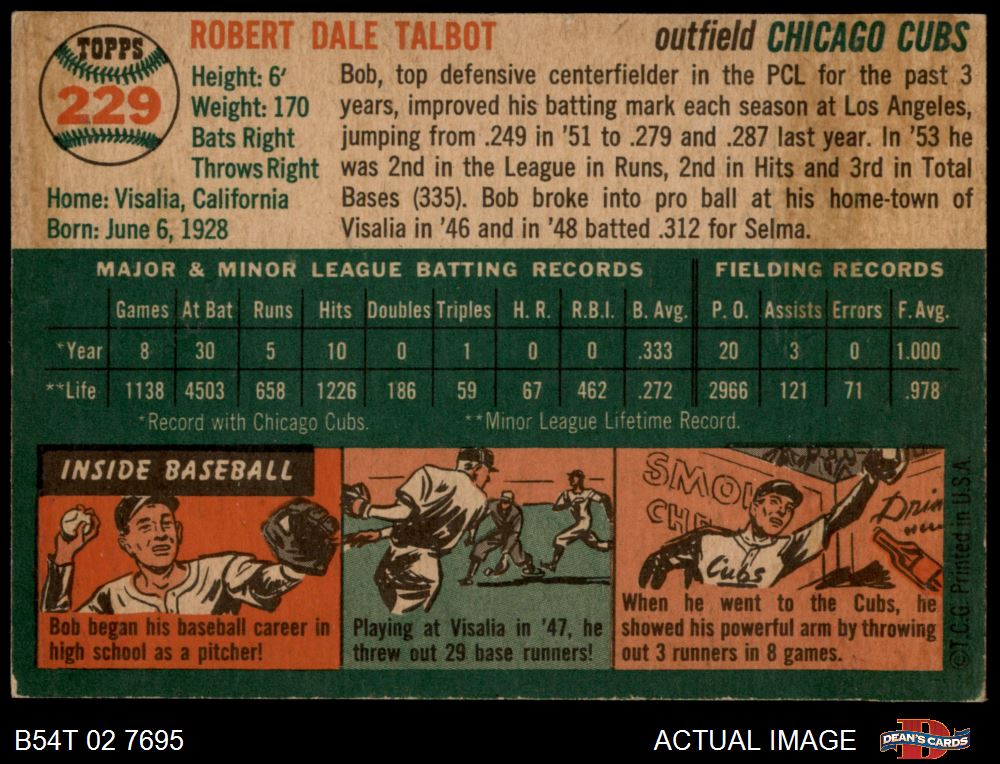 TOPPS
229
ROBERT DALE TALBOT
outfield CHICAGO CUBS
Height: 6'
Weight: 170
Bats Right
Throws Right
Home: Visalia, California
Born: June 6, 1928
Bob, top defensive centerfielder in the PCL for the past 3
years, improved his batting mark each season at Los Angeles,
jumping from .249 in '51 to .279 and .287 last year. In '53 he
was 2nd in the League in Runs, 2nd in Hits and 3rd in Total
Bases (335). Bob broke into pro ball at his home-town of
Visalia in '46 and in '48 batted .312 for Selma.
MAJOR & MINOR LEAGUE BATTING RECORDS FIELDING RECORDS
Games At Bat Runs Hits Doubles Triples H. R. R.B.I. B. Avg. P. O. Assists Errors F. Avg.
*Year 8 30 5 10 0 1 0 0 .333 20 3 0 1.000
**Life 1138 4503 658 1226 186 59 67 462 .272 2966 121 71 .978
*Record with Chicago Cubs. **Minor League Lifetime Record.
INSIDE BASEBALL
Bob began his baseball career in
high school as a pitcher!
Playing at Visalia in '47, he
threw out 29 base runners!
SMO
CH
Drin
Cubs
When he went to the Cubs, he
showed his powerful arm by throwing
out 3 runners in 8 games.
©T.C.G. Printed in U.S.A.
B54T 02 7695
ACTUAL IMAGE
D
DEAN'S CARDS